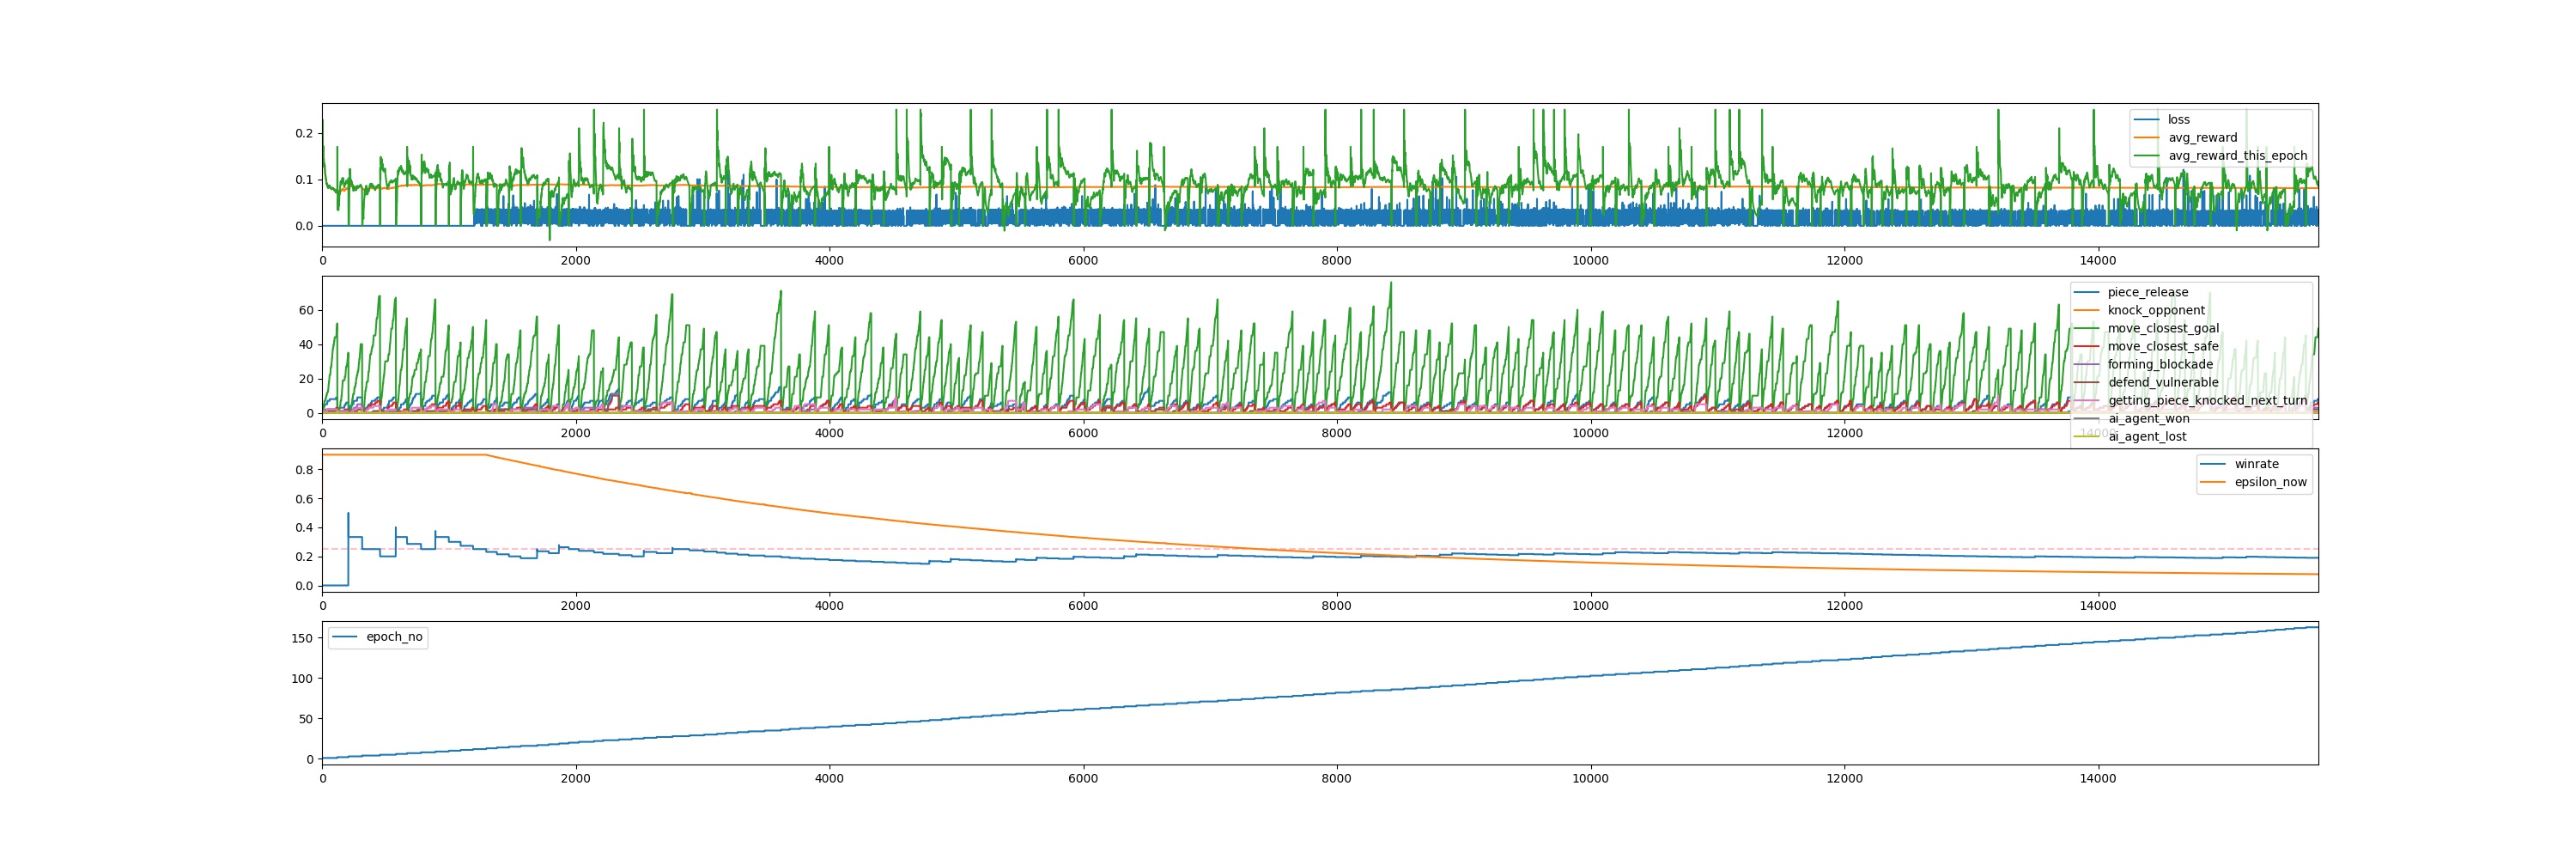 0.2
0.1
0.0
loss
avg_reward
avg_reward_this_epoch
0 2000 4000 6000 8000 10000 12000 14000
60
40
20
0
piece_release
knock_opponent
move_closest_goal
move_closest_safe
forming_blockade
defend_vulnerable
getting_piece_knocked_next_turn
ai_agent_won
ai_agent_lost
0 2000 4000 6000 8000 10000 12000 14000
0.8
0.6
0.4
0.2
0.0
winrate
epsilon_now
0 2000 4000 6000 8000 10000 12000 14000
150
100
50
0
epoch_no
0 2000 4000 6000 8000 10000 12000 14000